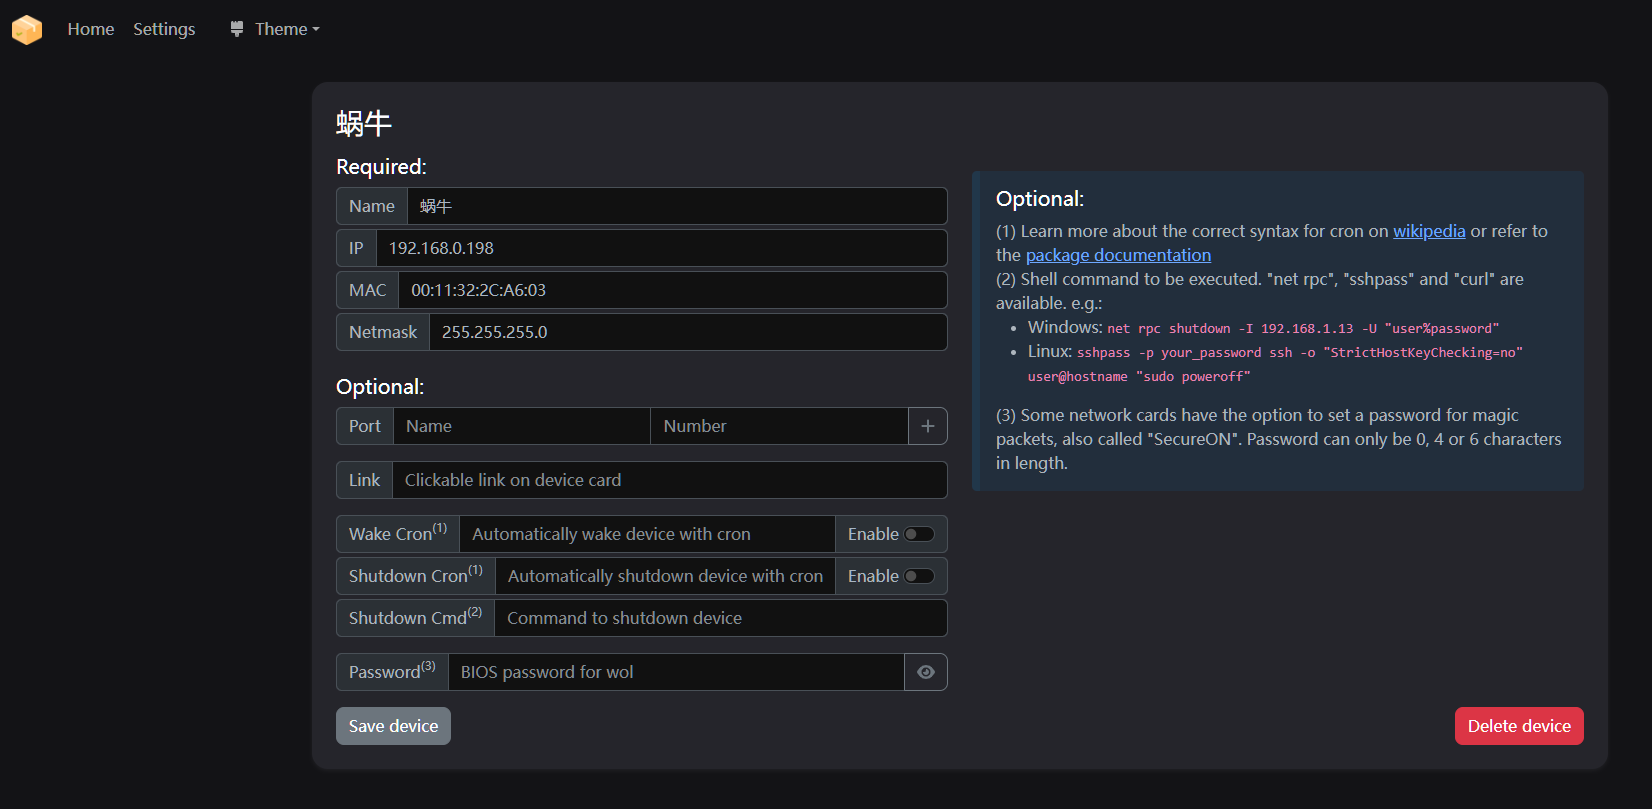 Home Settings Theme
蜗牛
Required:
Name 蜗牛
IP 192.168.0.198
MAC 00:11:32:2C:A6:03
Netmask 255.255.255.0
Optional:
Port Name Number +
Link Clickable link on device card
Wake Cron(1) Automatically wake device with cron Enable
Shutdown Cron(1) Automatically shutdown device with cron Enable
Shutdown Cmd(2) Command to shutdown device
Password(3) BIOS password for wol
Save device
Optional:
(1) Learn more about the correct syntax for cron on wikipedia or refer to
the package documentation
(2) Shell command to be executed. "net rpc", "sshpass" and "curl" are
available. e.g.:
• Windows: net rpc shutdown -I 192.168.1.13 -U "user%password"
• Linux: sshpass -p your_password ssh -o "StrictHostKeyChecking=no"
user@hostname "sudo poweroff"
(3) Some network cards have the option to set a password for magic
packets, also called "SecureON". Password can only be 0, 4 or 6 characters
in length.
Delete device